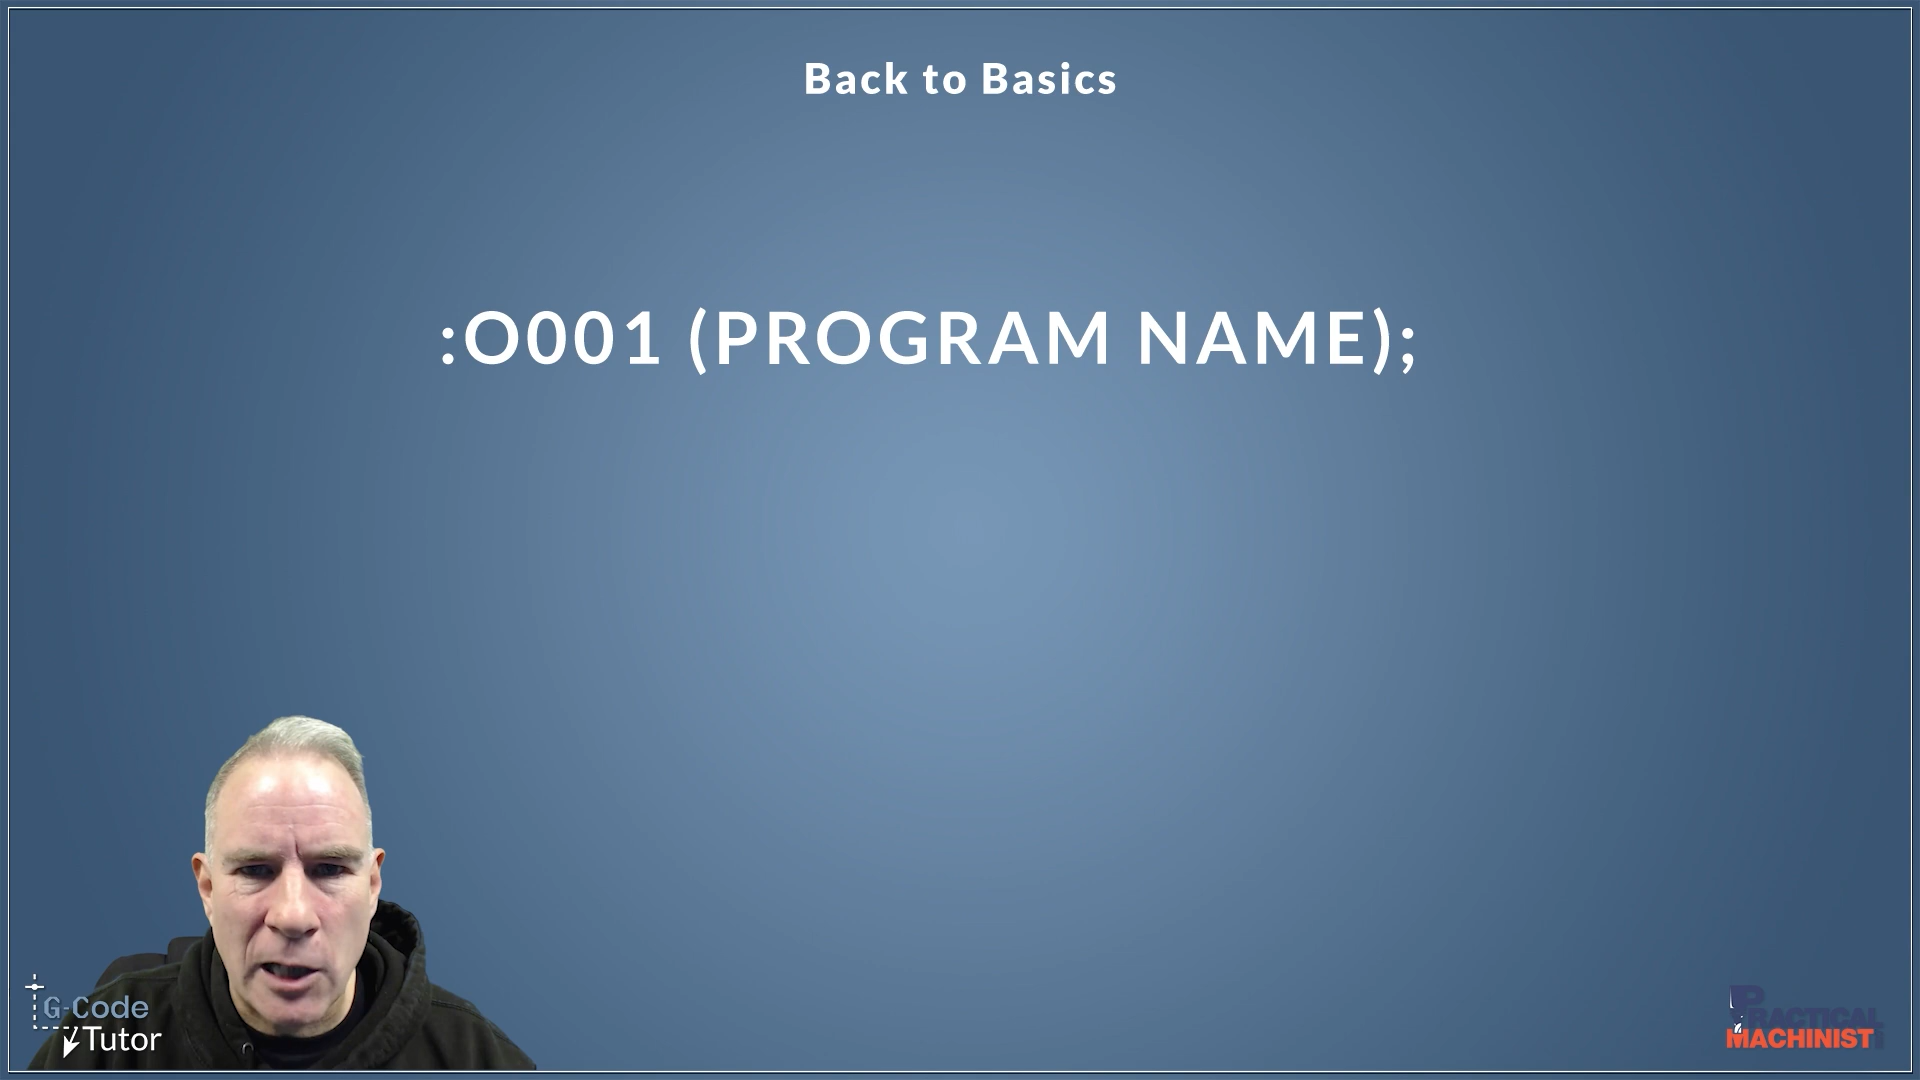 Back to Basics
:O001 (PROGRAM NAME);
G-Code
Tutor
PRACTICAL
MACHINIST